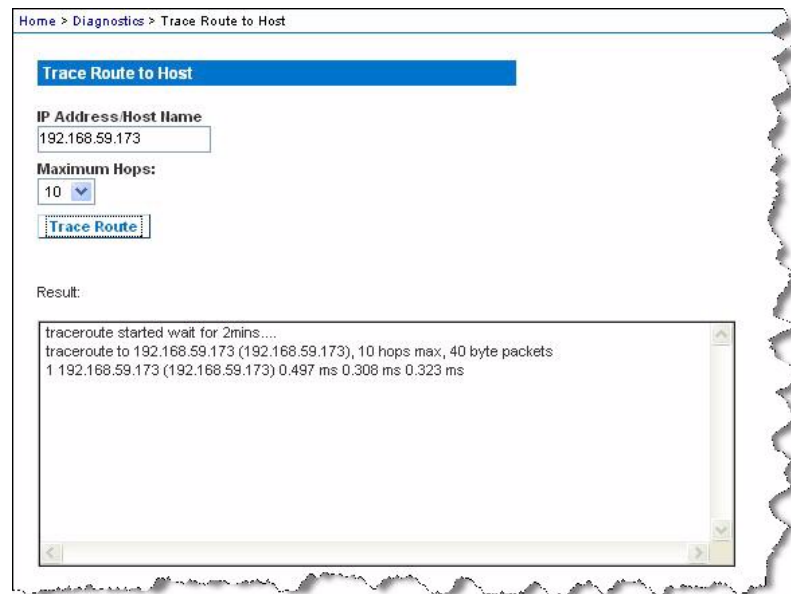 Home > Diagnostics > Trace Route to Host
Trace Route to Host
IP Address/Host Name
192.168.59.173
Maximum Hops:
10
Trace Route
Result:
traceroute started wait for 2mins....
traceroute to 192.168.59.173 (192.168.59.173), 10 hops max, 40 byte packets
1 192.168.59.173 (192.168.59.173) 0.497 ms 0.308 ms 0.323 ms